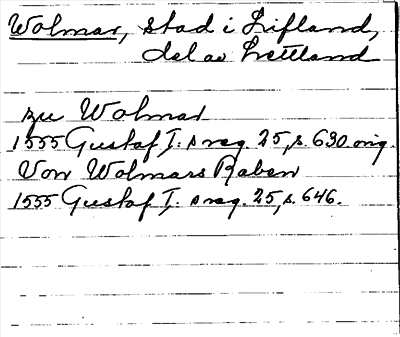 Wolmar, stad i Lifland,
del av Lettland
zu Wolmar
1555 Gustaf I:s reg. 25, s. 630 orig.
Von Wolmars Raben
1555 Gustaf I:s reg. 25, s. 646.